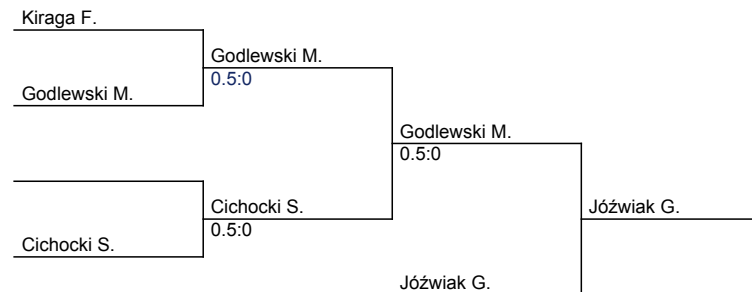 Kiraga F.
Godlewski M.
0.5:0
Godlewski M.
Godlewski M.
0.5:0
Cichocki S.
0.5:0
Jóźwiak G.
Cichocki S.
Jóźwiak G.